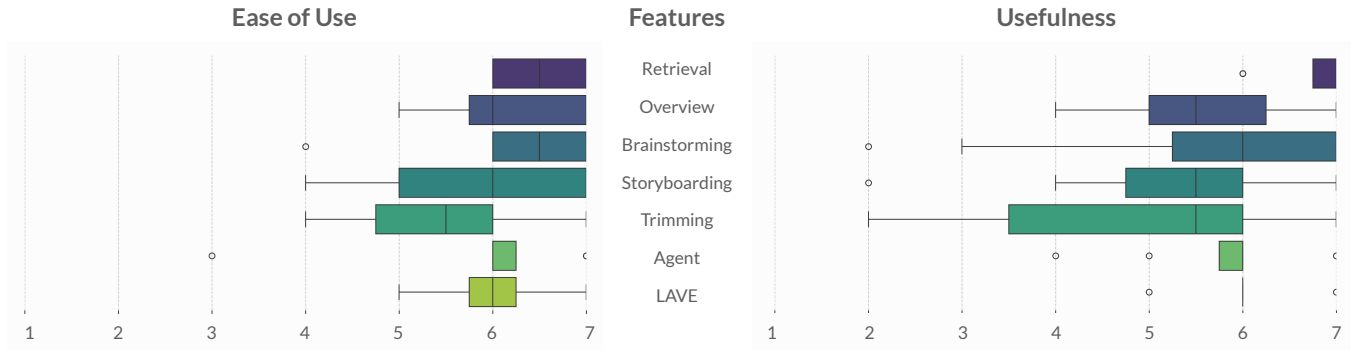 Ease of Use Features Usefulness
Retrieval
Overview
Brainstorming
Storyboarding
Trimming
Agent
LAVE
1 2 3 4 5 6 7 1 2 3 4 5 6 7